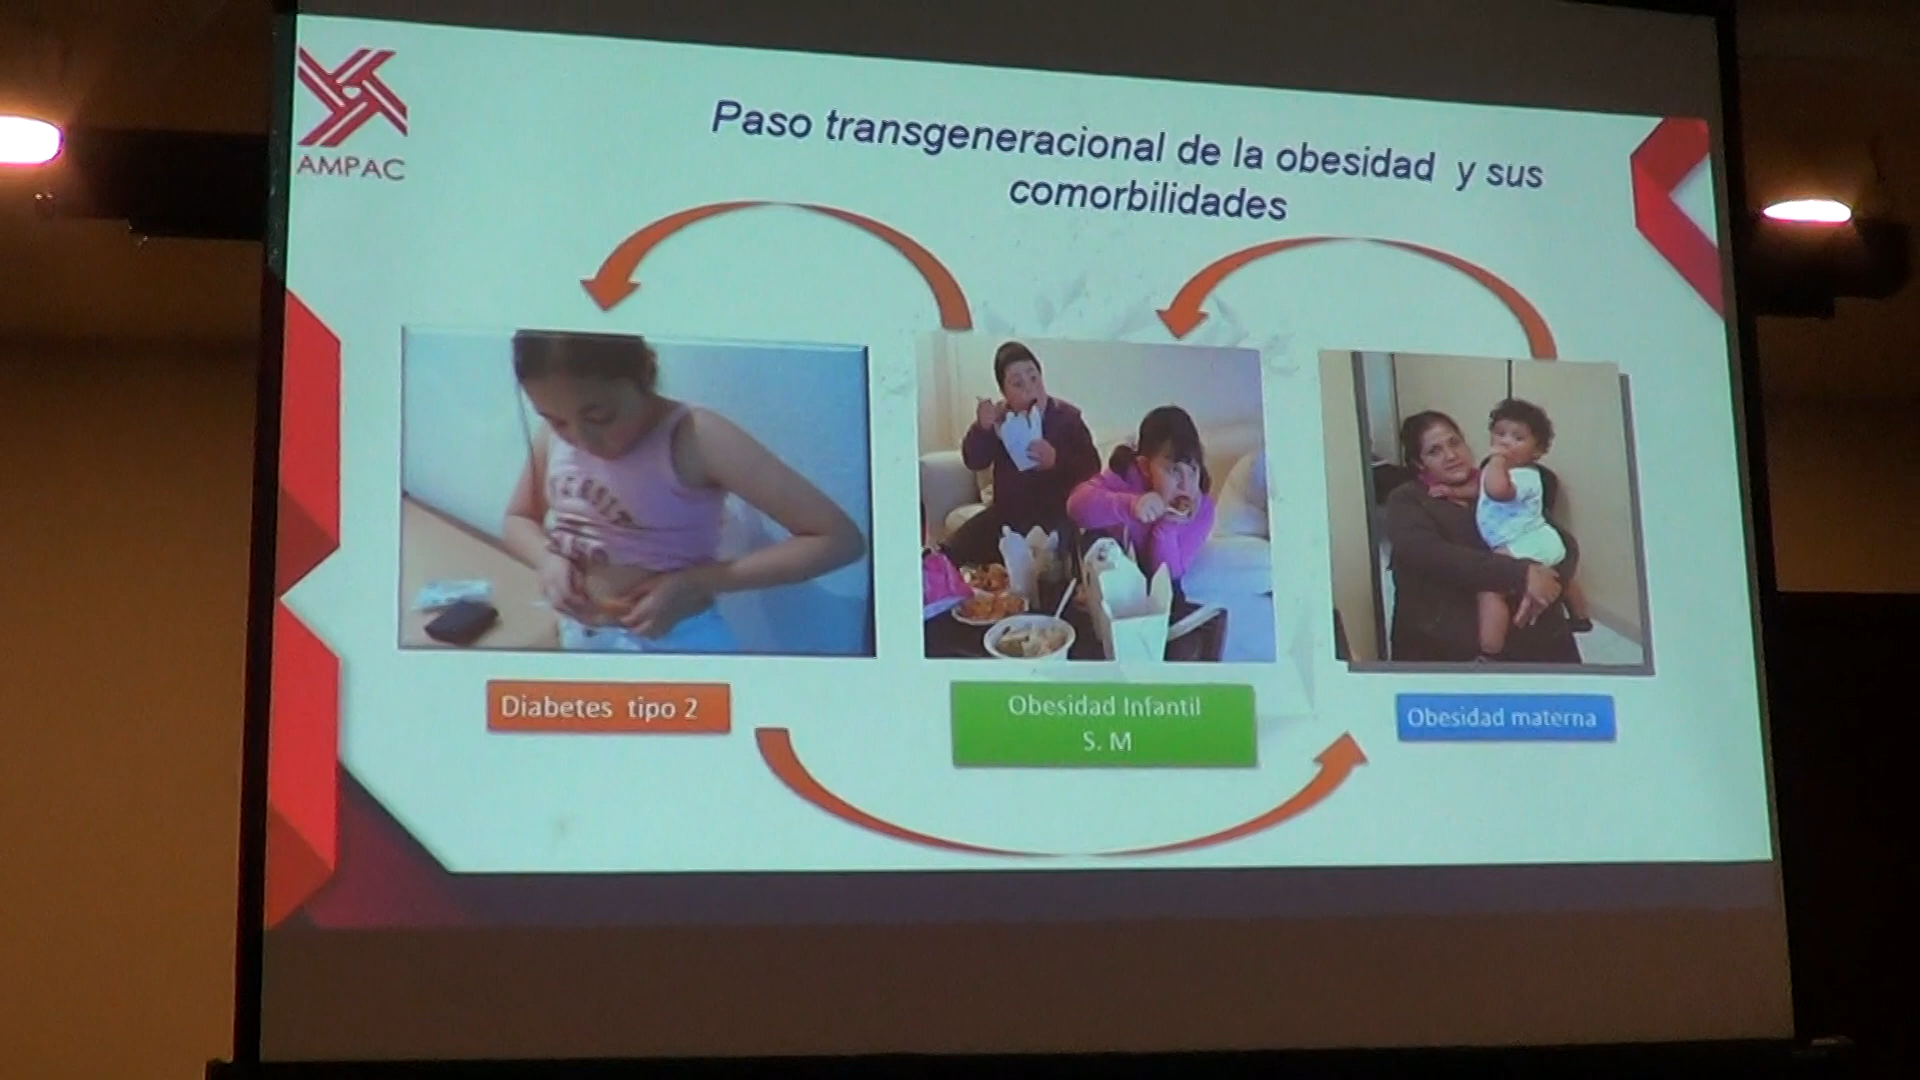 AMPAC
Paso transgeneracional de la obesidad y sus
comorbilidades
Diabetes tipo 2
Obesidad Infantil
S. M
Obesidad materna